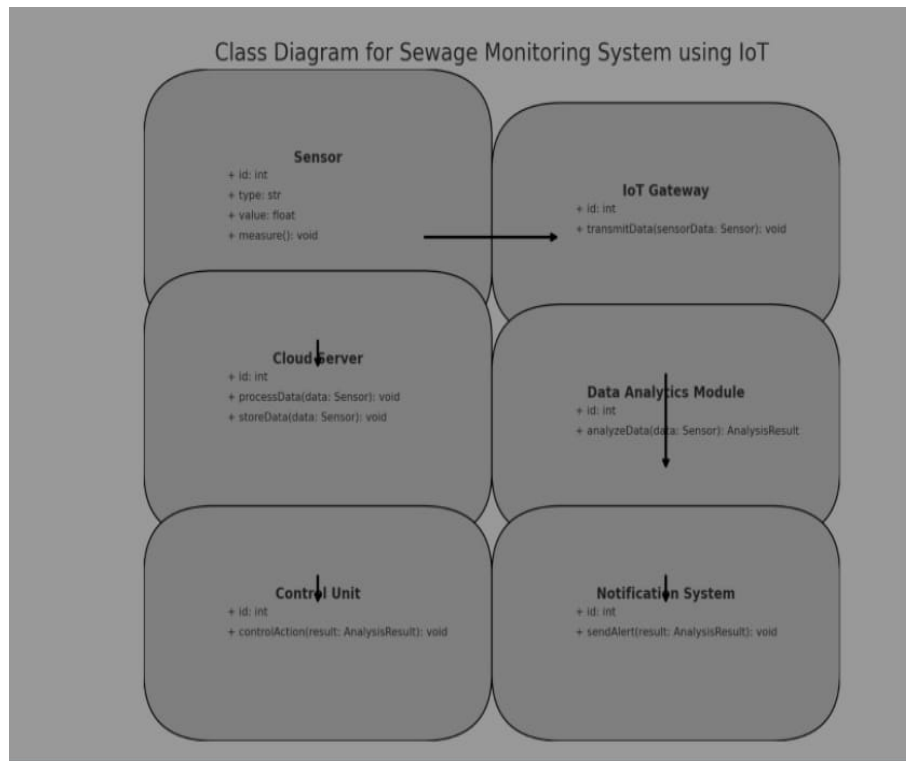 Class Diagram for Sewage Monitoring System using IoT
Sensor
+ id: int
+ type: str
+ value: float
+ measure(): void
IoT Gateway
+ id: int
+ transmitData(sensorData: Sensor): void
Cloud Server
+ id: int
+ processData(data: Sensor): void
+ storeData(data: Sensor): void
Data Analytics Module
+ id: int
+ analyzeData(data: Sensor): AnalysisResult
Control Unit
+ id: int
+ controlAction(result: AnalysisResult): void
Notification System
+ id: int
+ sendAlert(result: AnalysisResult): void